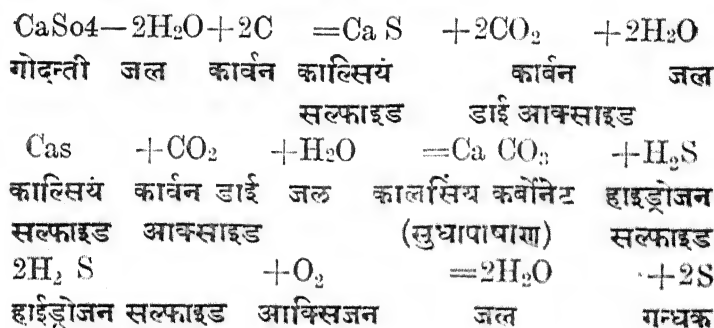 CaSo4—2H₂O+2C =Ca S +2CO₂ +2H₂O
गोदन्ती जल कार्वन काल्सियं कार्वन जल
सल्फाइड डाई आक्साइड
Cas +CO₂ +H₂O =Ca CO₃ +H₂S
काल्सियं कार्वन डाई जल कालसिंय कर्वोनेट हाइड्रोजन
सल्फाइड आक्साइड (सुधापाषाण) सल्फाइड
2H₂ S +O₂ =2H₂O +2S
हाईड्रोजन सल्फाइड आक्सिजन जल गन्धक